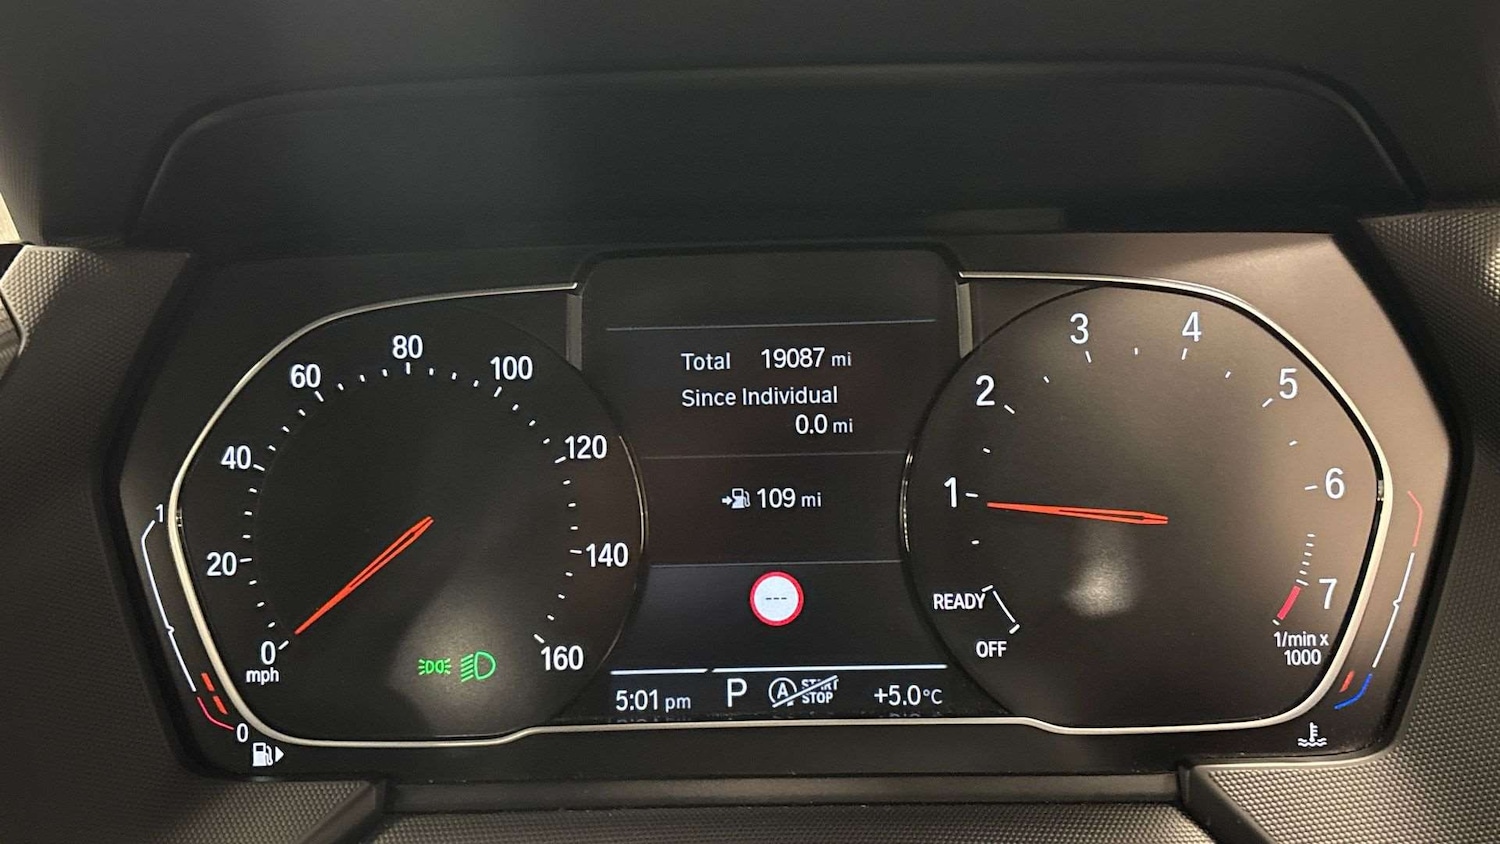 Total 19087 mi
Since Individual
0.0 mi
109 mi
---
5:01 pm P A START STOP +5.0°C
0 20 40 60 80 100 120 140 160
mph
1
0
READY
OFF
1 2 3 4 5 6 7
1/min x
1000